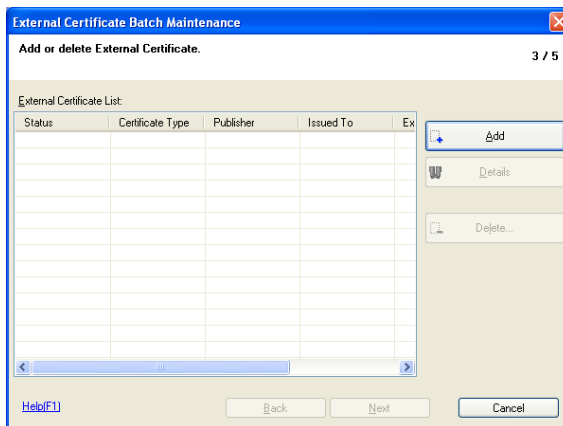 External Certificate Batch Maintenance
Add or delete External Certificate.
3 / 5
External Certificate List:
Status Certificate Type Publisher Issued To Ex
Add
Details
Delete...
Help(F1)
Back Next Cancel